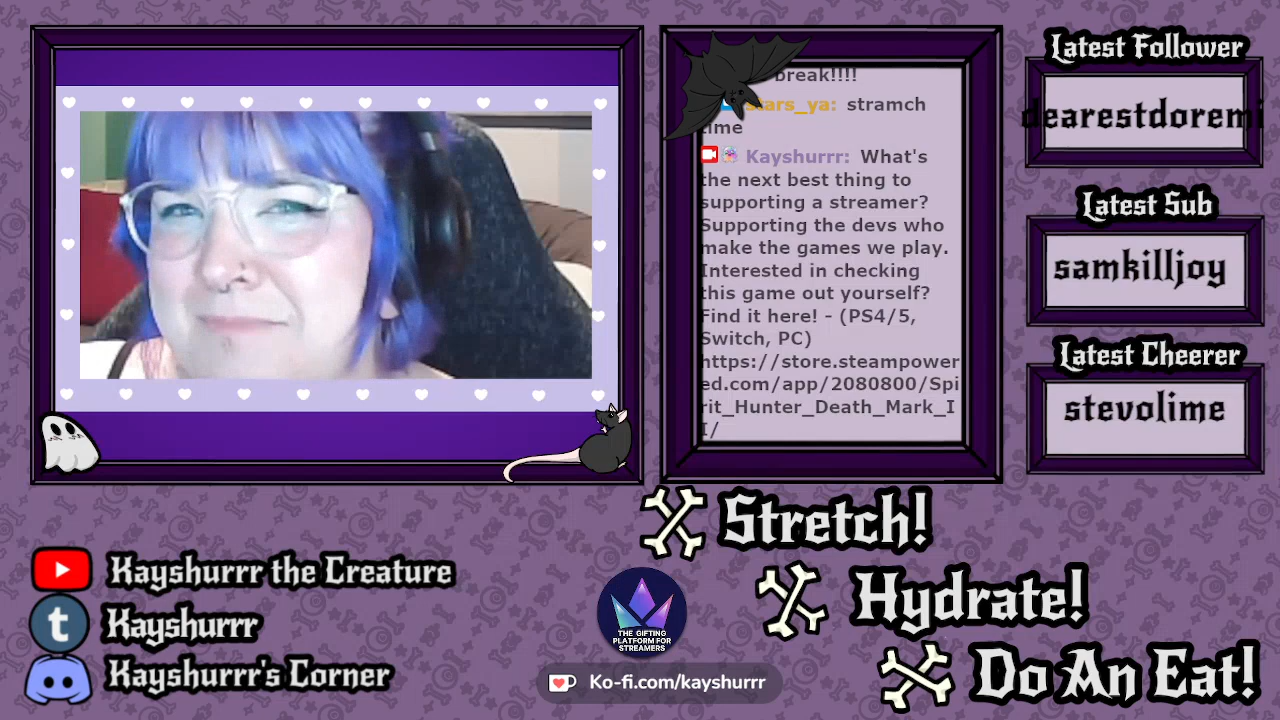 break!!!!
stars_ya: stramch
time
Kayshurrr: What's
the next best thing to
supporting a streamer?
Supporting the devs who
make the games we play.
Interested in checking
this game out yourself?
Find it here! - (PS4/5,
Switch, PC)
https://store.steampower
ed.com/app/2080800/Spi
rit_Hunter_Death_Mark_I
I/
Latest Follower
dearestdoremi
Latest Sub
samkilljoy
Latest Cheerer
stevolime
Stretch!
Hydrate!
Do An Eat!
Kayshurrr the Creature
t
Kayshurrr
Kayshurrr's Corner
THE GIFTING
PLATFORM FOR
STREAMERS
Ko-fi.com/kayshurrr